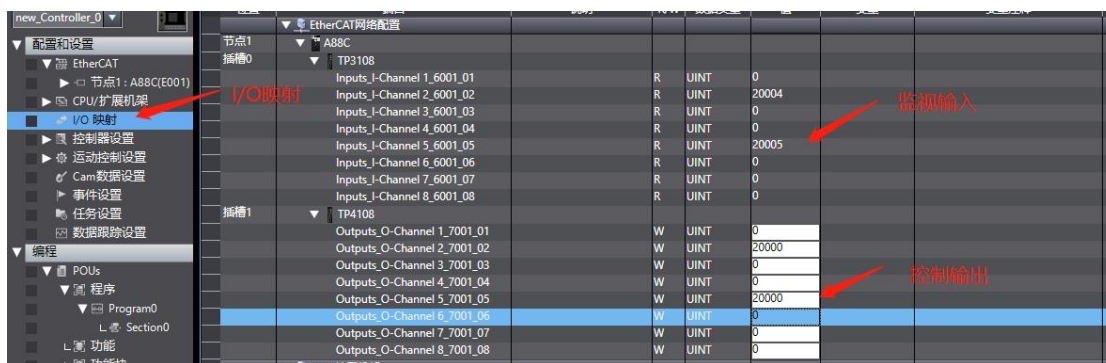 new_Controller_0
配置和设置
EtherCAT
节点1 : A88C(E001)
CPU/扩展机架
I/O 映射
控制器设置
运动控制设置
Cam数据设置
事件设置
任务设置
数据跟踪设置
编程
POUs
程序
Program0
Section0
功能
I/O映射
EtherCAT网络配置
节点1 A88C
插槽0 TP3108
Inputs_I-Channel 1_6001_01 R UINT 0
Inputs_I-Channel 2_6001_02 R UINT 20004
Inputs_I-Channel 3_6001_03 R UINT 0
Inputs_I-Channel 4_6001_04 R UINT 0
Inputs_I-Channel 5_6001_05 R UINT 20005
Inputs_I-Channel 6_6001_06 R UINT 0
Inputs_I-Channel 7_6001_07 R UINT 0
Inputs_I-Channel 8_6001_08 R UINT 0
监视输入
插槽1 TP4108
Outputs_O-Channel 1_7001_01 W UINT 0
Outputs_O-Channel 2_7001_02 W UINT 20000
Outputs_O-Channel 3_7001_03 W UINT 0
Outputs_O-Channel 4_7001_04 W UINT 0
Outputs_O-Channel 5_7001_05 W UINT 20000
Outputs_O-Channel 6_7001_06 W UINT 0
Outputs_O-Channel 7_7001_07 W UINT 0
Outputs_O-Channel 8_7001_08 W UINT 0
控制输出